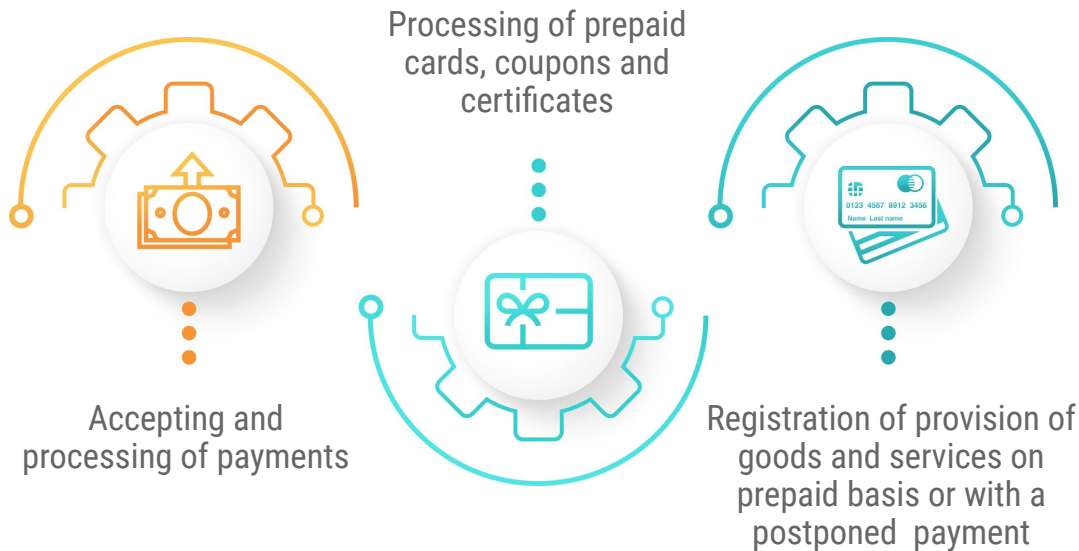 Processing of prepaid
cards, coupons and
certificates
0123 4567 8912 3456
Name Last name
Accepting and
processing of payments
Registration of provision of
goods and services on
prepaid basis or with a
postponed payment